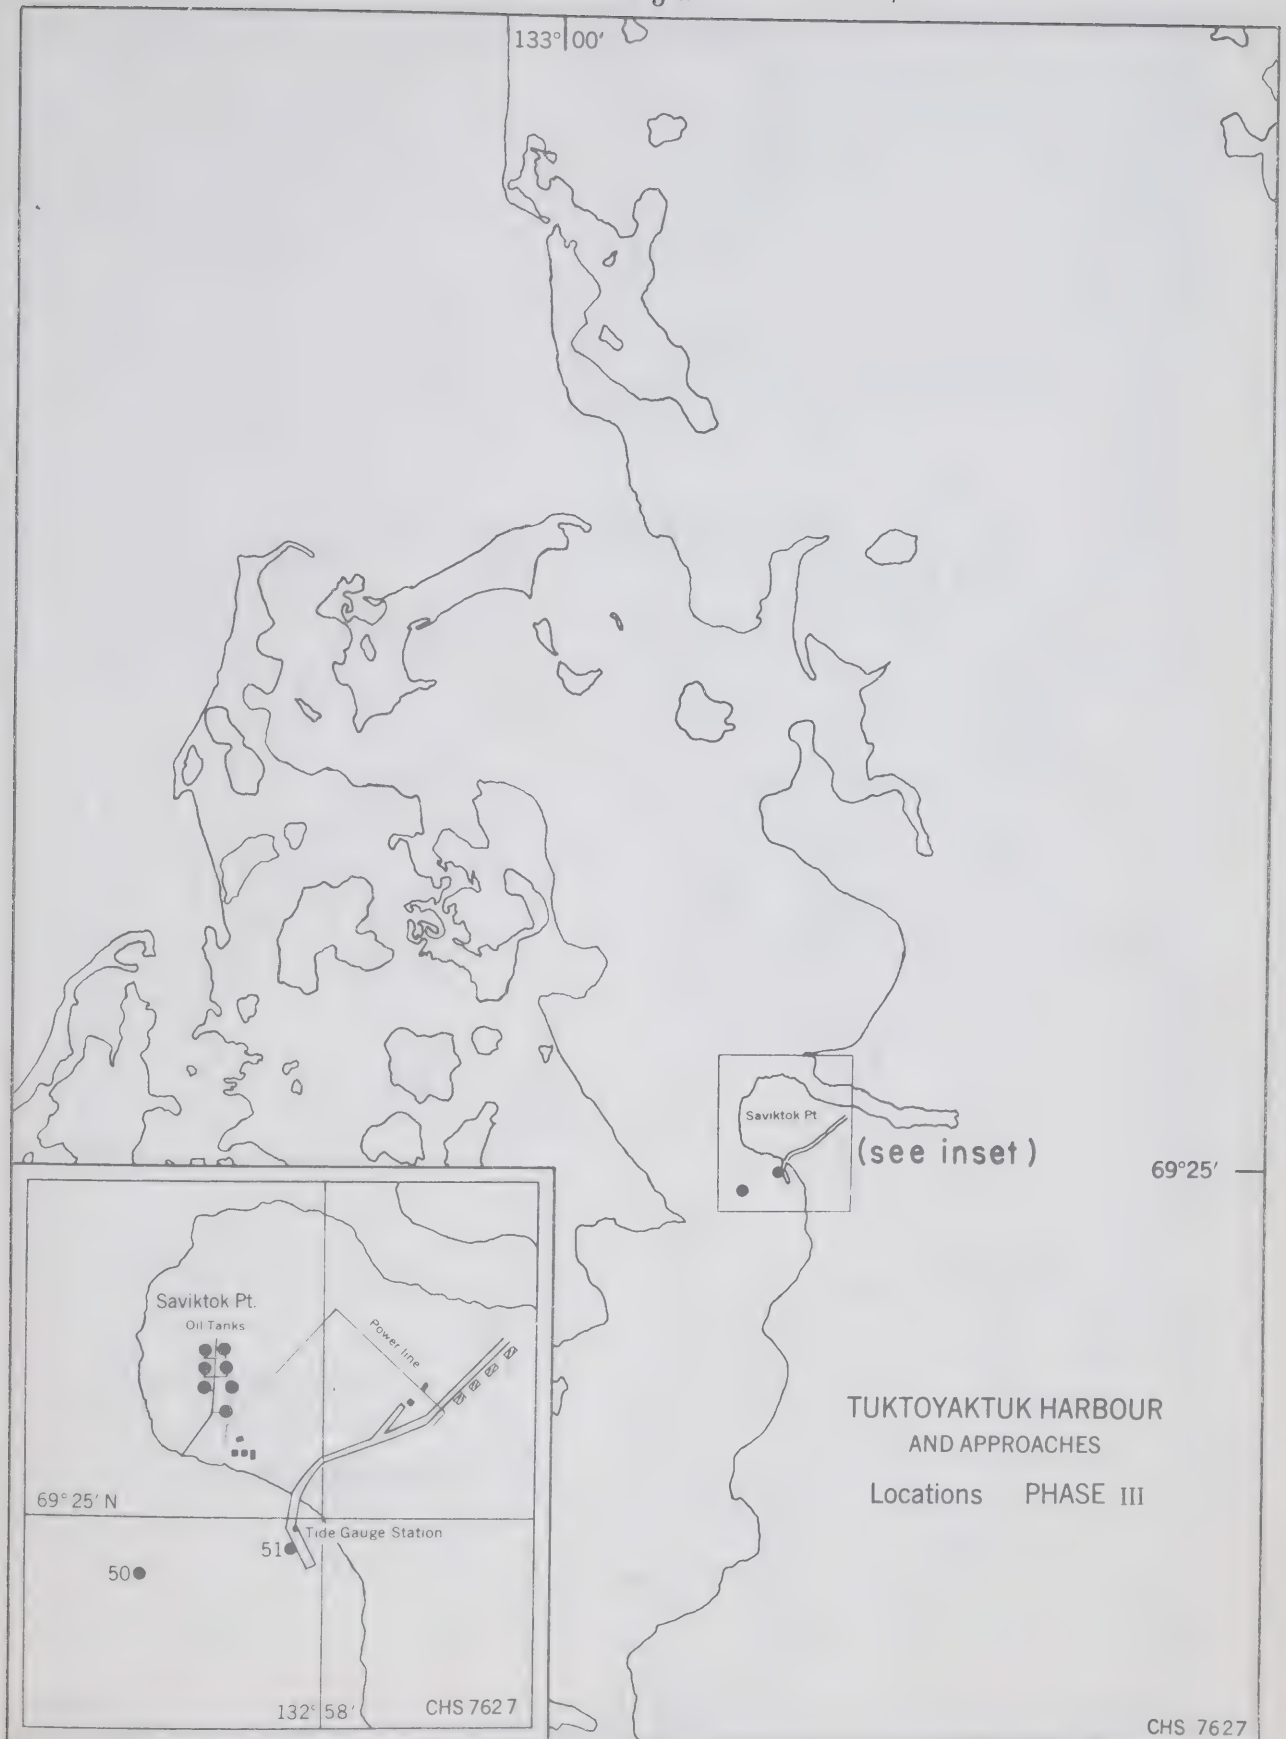 133° 00'
Saviktok Pt
(see inset)
69°25'
Saviktok Pt.
Oil Tanks
Power line
69° 25' N
Tide Gauge Station
51
50
132° 58'
CHS 7627
TUKTOYAKTUK HARBOUR
AND APPROACHES
Locations PHASE III
CHS 7627